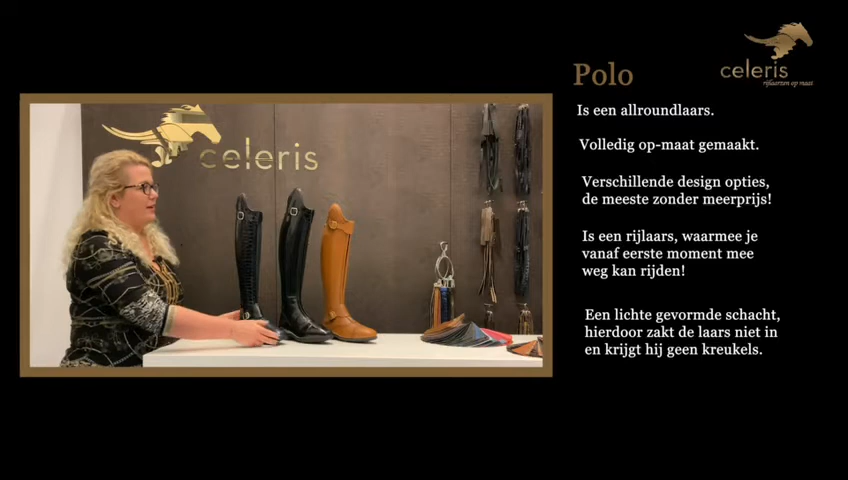 celeris
Polo
celeris
rijlaarzen op maat
Is een allroundlaars.
Volledig op-maat gemaakt.
Verschillende design opties,
de meeste zonder meerprijs!
Is een rijlaars, waarmee je
vanaf eerste moment mee
weg kan rijden!
Een lichte gevormde schacht,
hierdoor zakt de laars niet in
en krijgt hij geen kreukels.